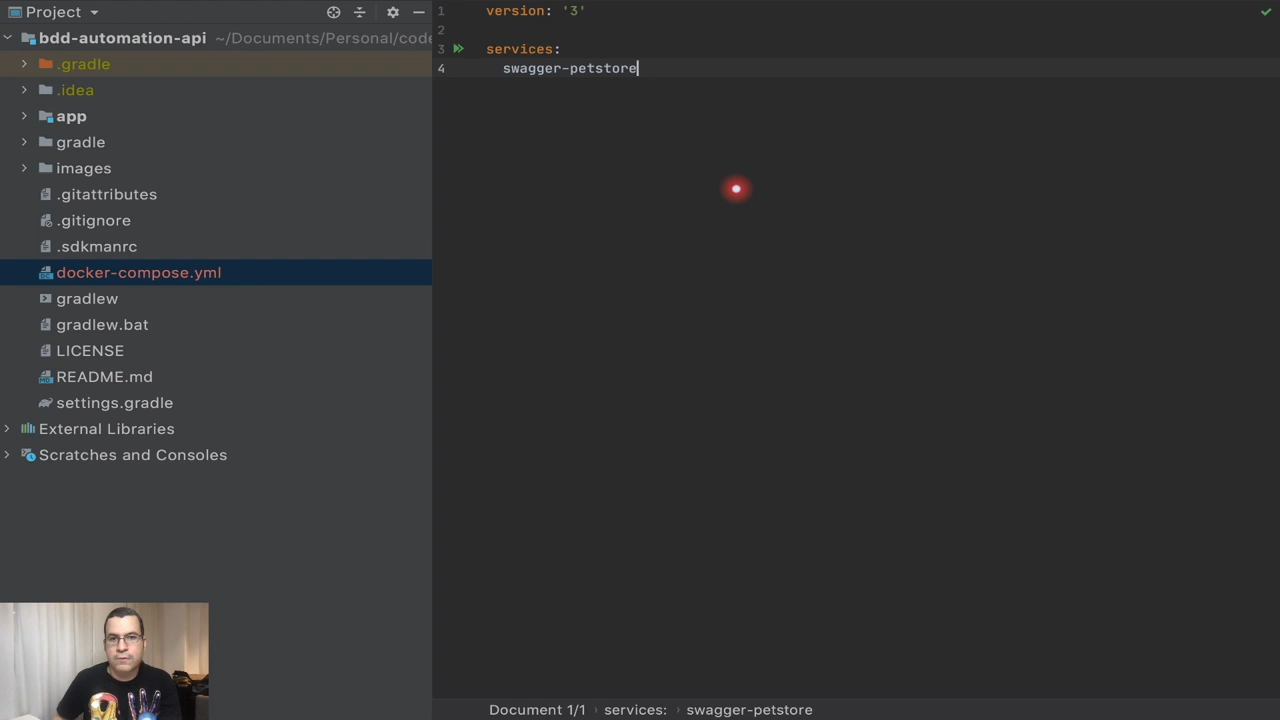 Project
bdd-automation-api ~/Documents/Personal/code
.gradle
.idea
app
gradle
images
.gitattributes
.gitignore
.sdkmanrc
docker-compose.yml
gradlew
gradlew.bat
LICENSE
README.md
settings.gradle
External Libraries
Scratches and Consoles
1 version: '3'
2
3 services:
4 swagger-petstore
Document 1/1 › services: › swagger-petstore